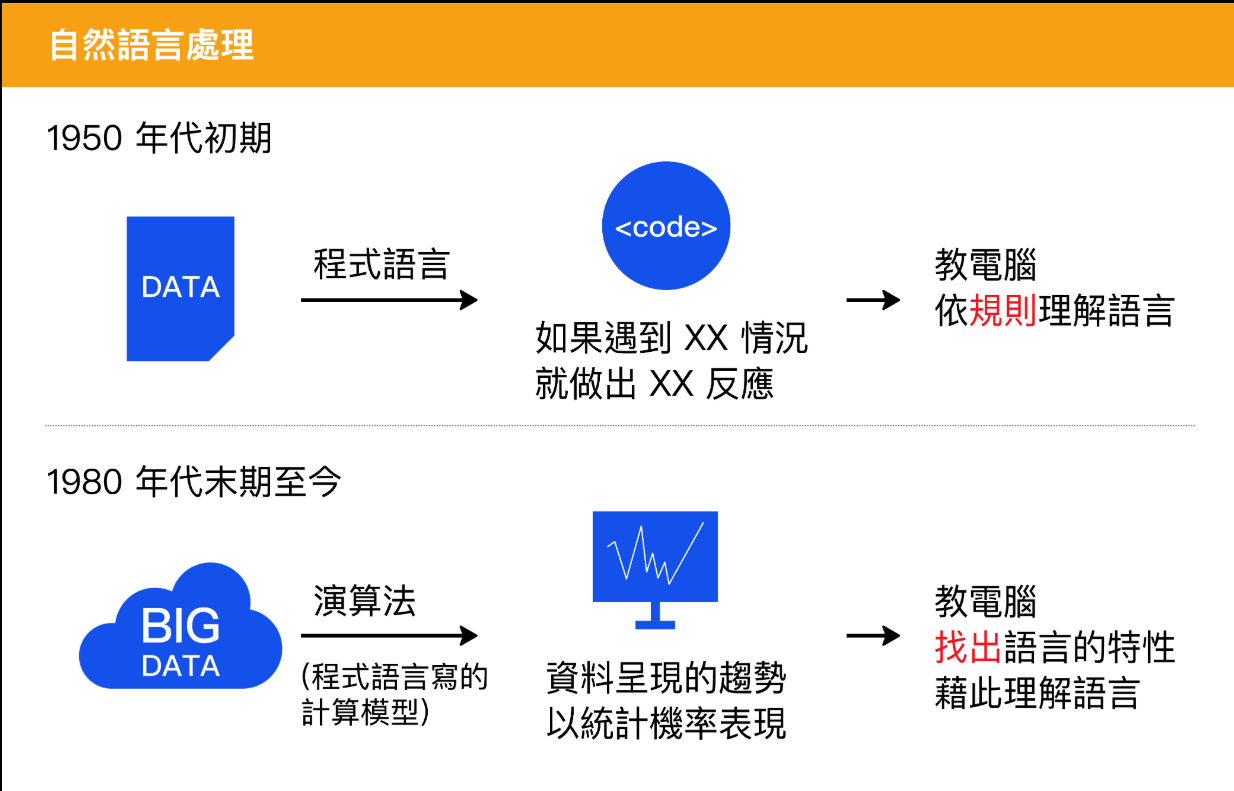 自然語言處理
1950 年代初期
DATA
程式語言
<code>
如果遇到 XX 情況
就做出 XX 反應
教電腦
依規則理解語言
1980 年代末期至今
BIG
DATA
演算法
(程式語言寫的
計算模型)
資料呈現的趨勢
以統計機率表現
教電腦
找出語言的特性
藉此理解語言